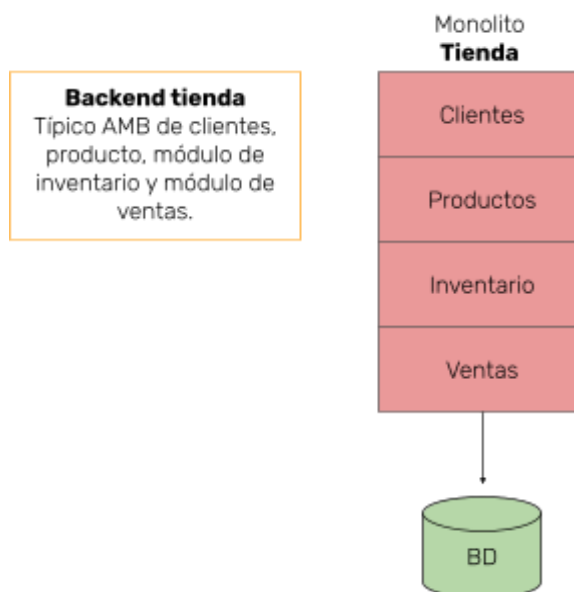 Backend tienda
Típico AMB de clientes,
producto, módulo de
inventario y módulo de
ventas.
Monolito
Tienda
Clientes
Productos
Inventario
Ventas
BD